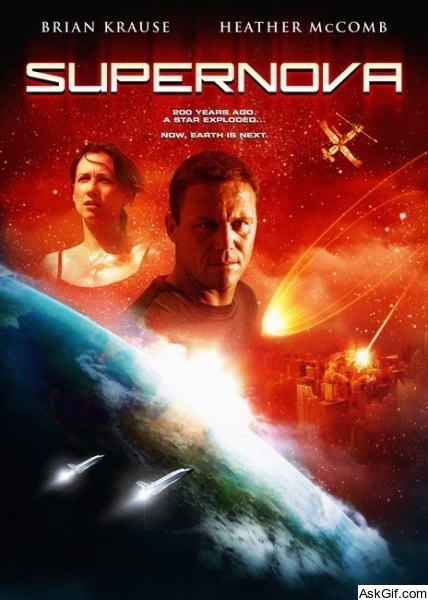 BRIAN KRAUSE HEATHER McCOMB
SUPERNOVA
200 YEARS AGO.
A STAR EXPLODED...
NOW, EARTH IS NEXT.
AskGif.com